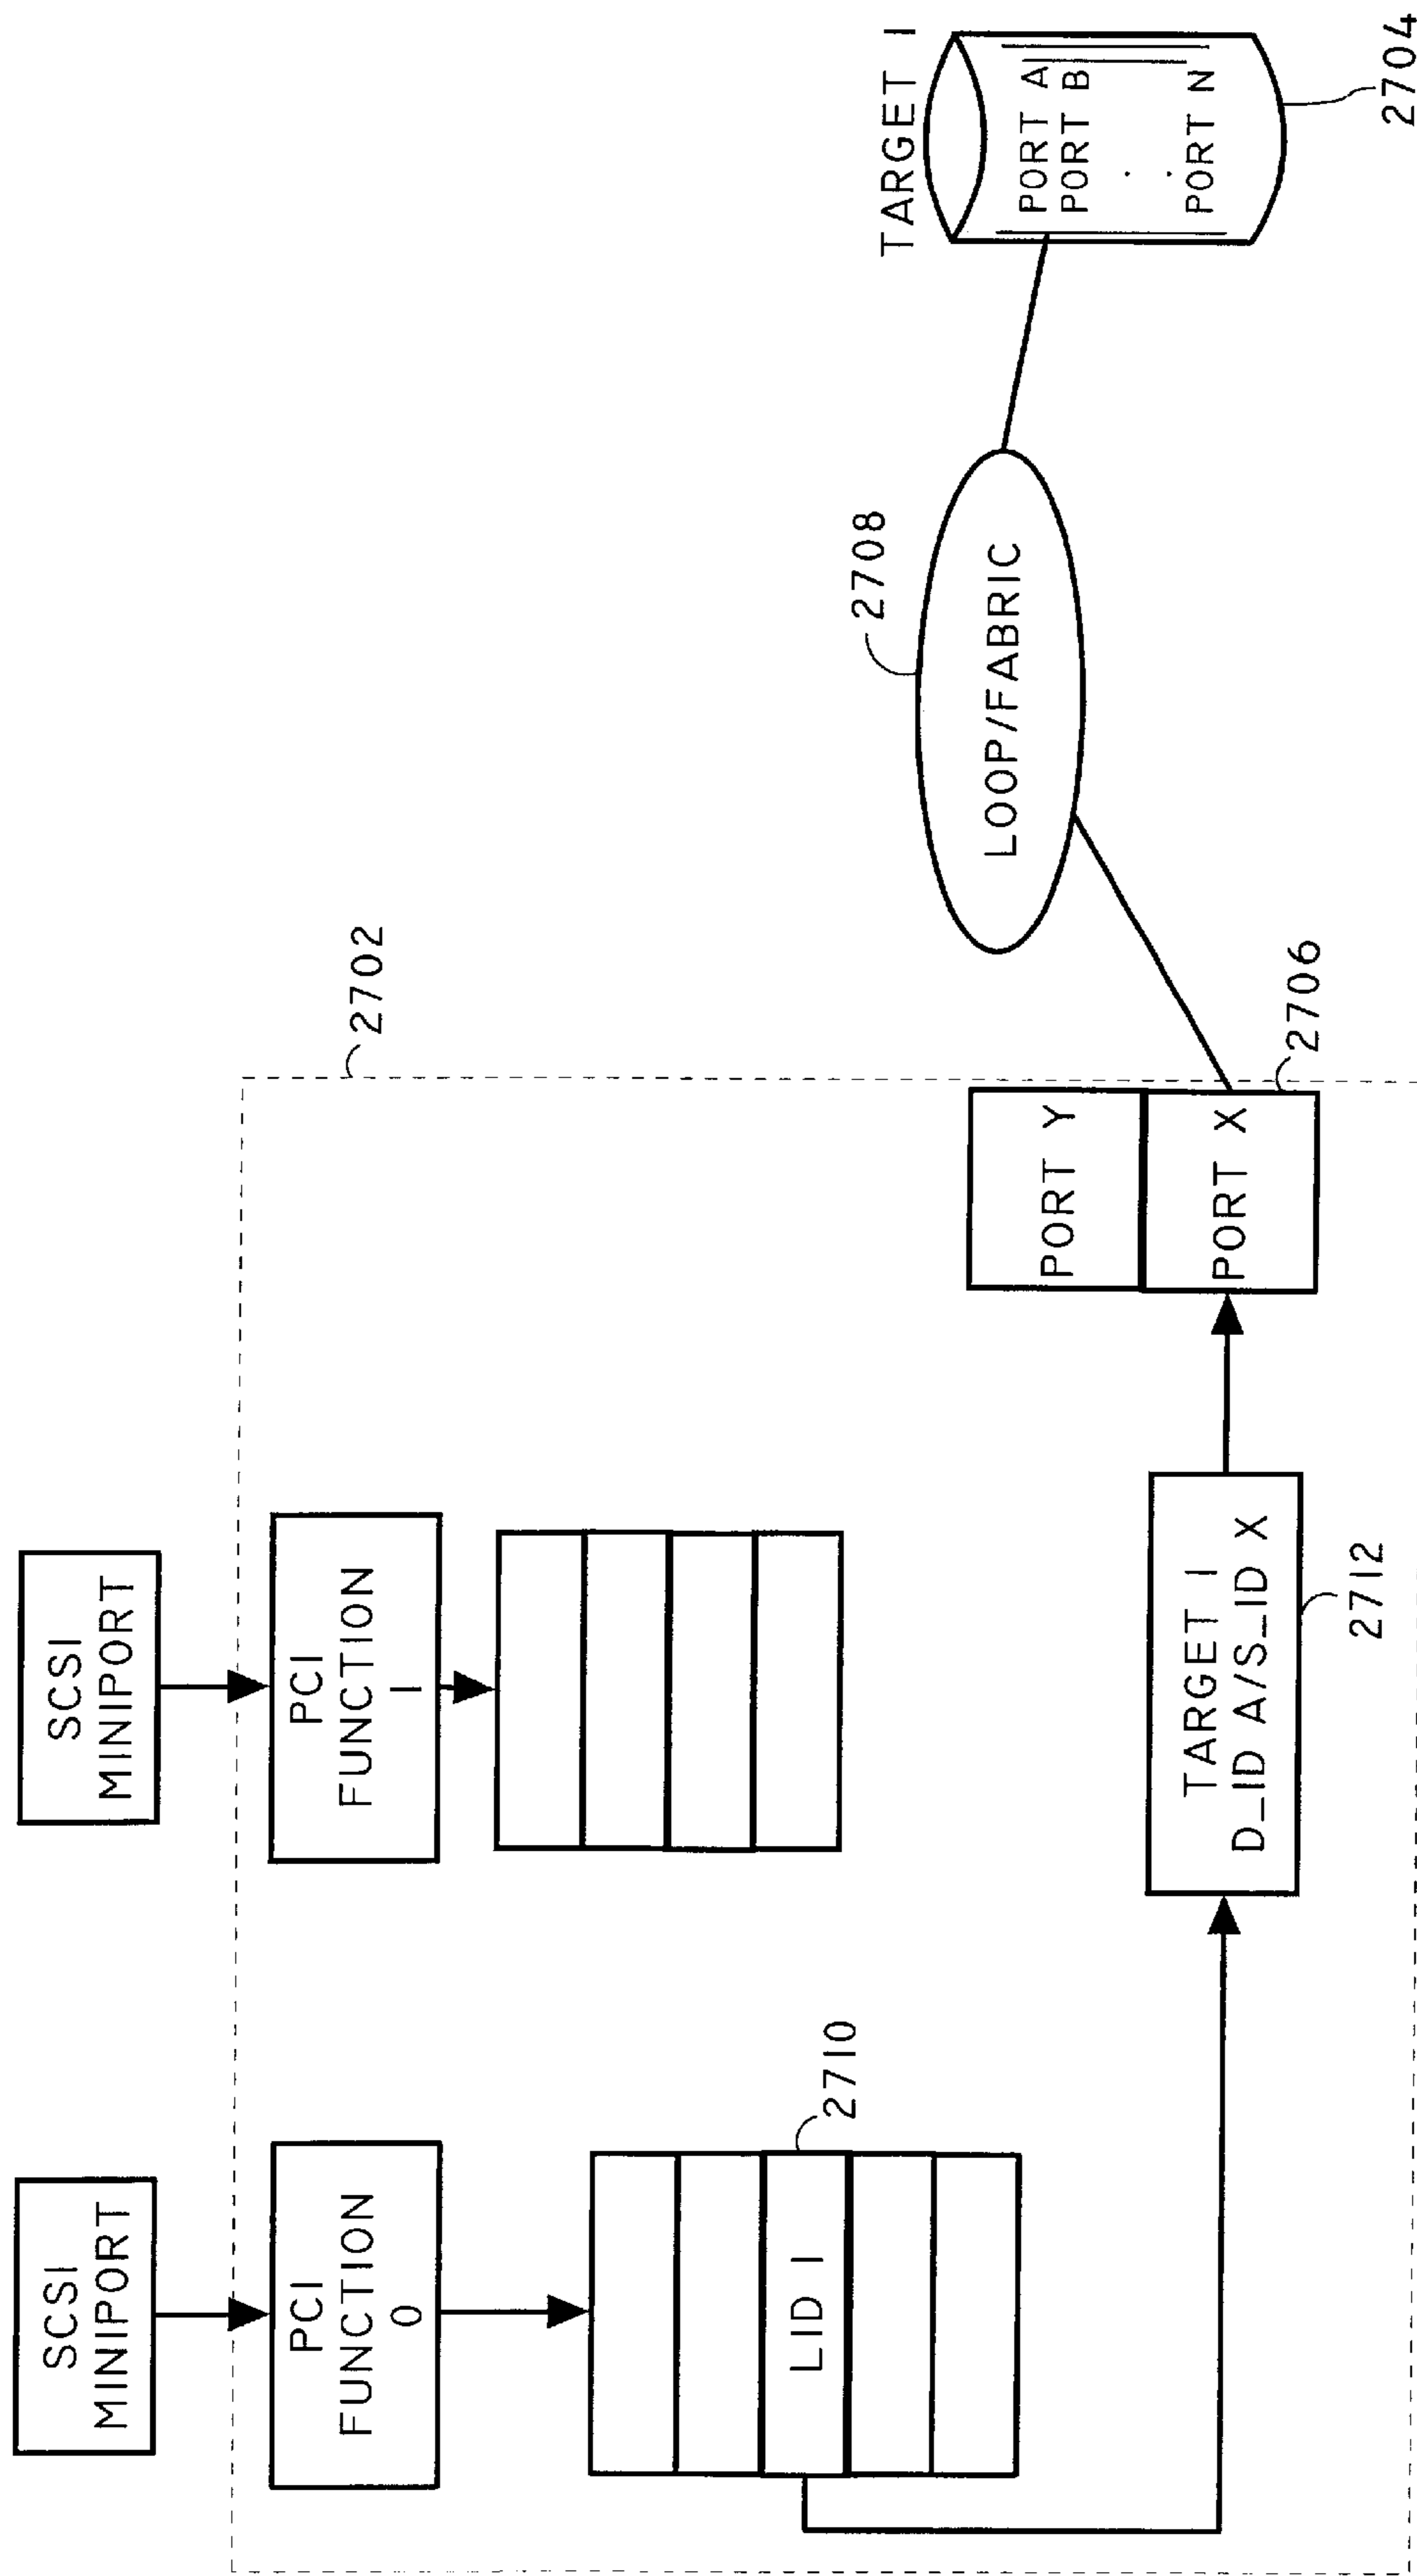 SCSI
MINIPORT
SCSI
MINIPORT
2702
PCI
FUNCTION
0
PCI
FUNCTION
1
LID 1
2710
TARGET 1
D_ID A/S_ID X
2712
PORT Y
PORT X
2706
LOOP/FABRIC
2708
TARGET 1
PORT A
PORT B
.
.
PORT N
2704